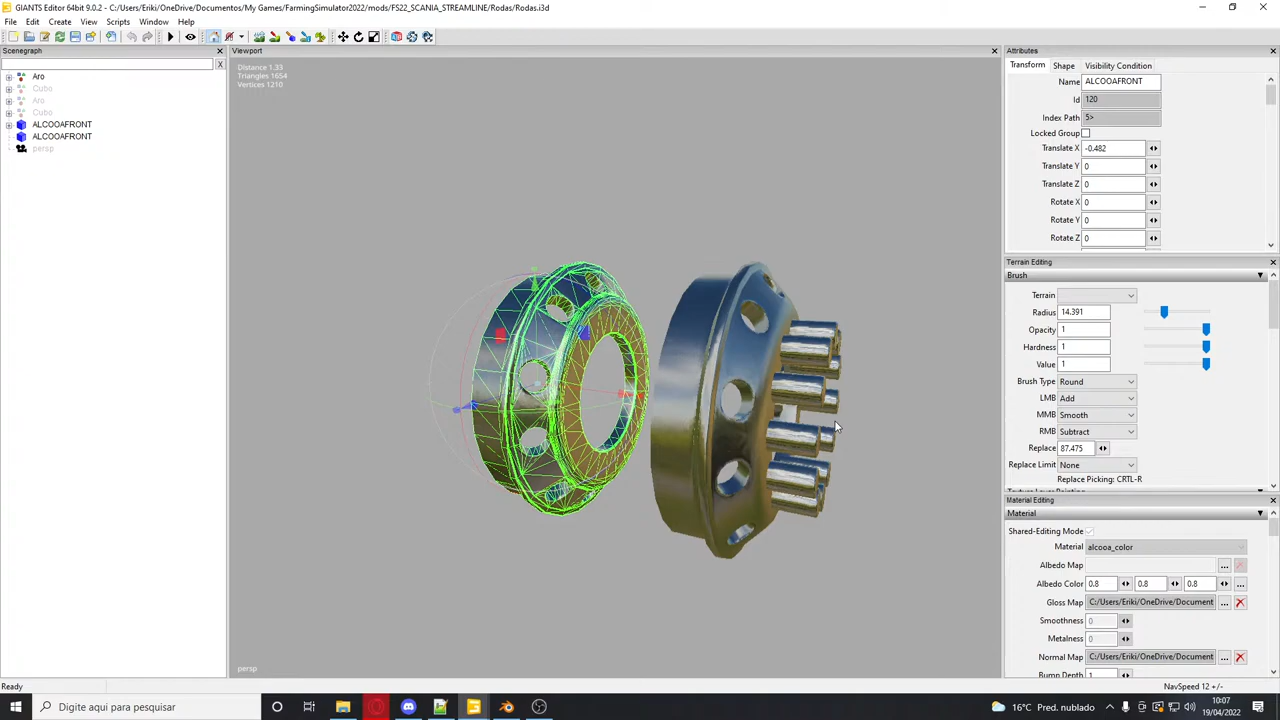 GIANTS Editor 64bit 9.0.2 - C:/Users/Eriki/OneDrive/Documentos/My Games/FarmingSimulator2022/mods/FS22_SCANIA_STREAMLINE/Rodas/Rodas.i3d
File Edit Create View Scripts Window Help
Scenegraph
X
Aro
Cubo
Aro
Cubo
ALCOOAFRONT
ALCOOAFRONT
persp
Viewport
Distance 1.33
Triangles 1654
Vertices 1210
persp
Attributes
Transform Shape Visibility Condition
Name ALCOOAFRONT
Id 120
Index Path 5>
Locked Group
Translate X -0.482
Translate Y 0
Translate Z 0
Rotate X 0
Rotate Y 0
Rotate Z 0
Terrain Editing
Brush
Terrain
Radius 14.391
Opacity 1
Hardness 1
Value 1
Brush Type Round
LMB Add
MMB Smooth
RMB Subtract
Replace 87.475
Replace Limit None
Replace Picking: CRTL-R
Texture Layer Painting
Material Editing
Material
Shared-Editing Mode
Material alcooa_color
Albedo Map ...
Albedo Color 0.8 0.8 0.8 ...
Gloss Map C:/Users/Eriki/OneDrive/Document ...
Smoothness 0
Metalness 0
Normal Map C:/Users/Eriki/OneDrive/Document ...
Bump Depth 1
Ready
NavSpeed 12 +/-
Digite aqui para pesquisar
16°C Pred. nublado
10:07
19/04/2022